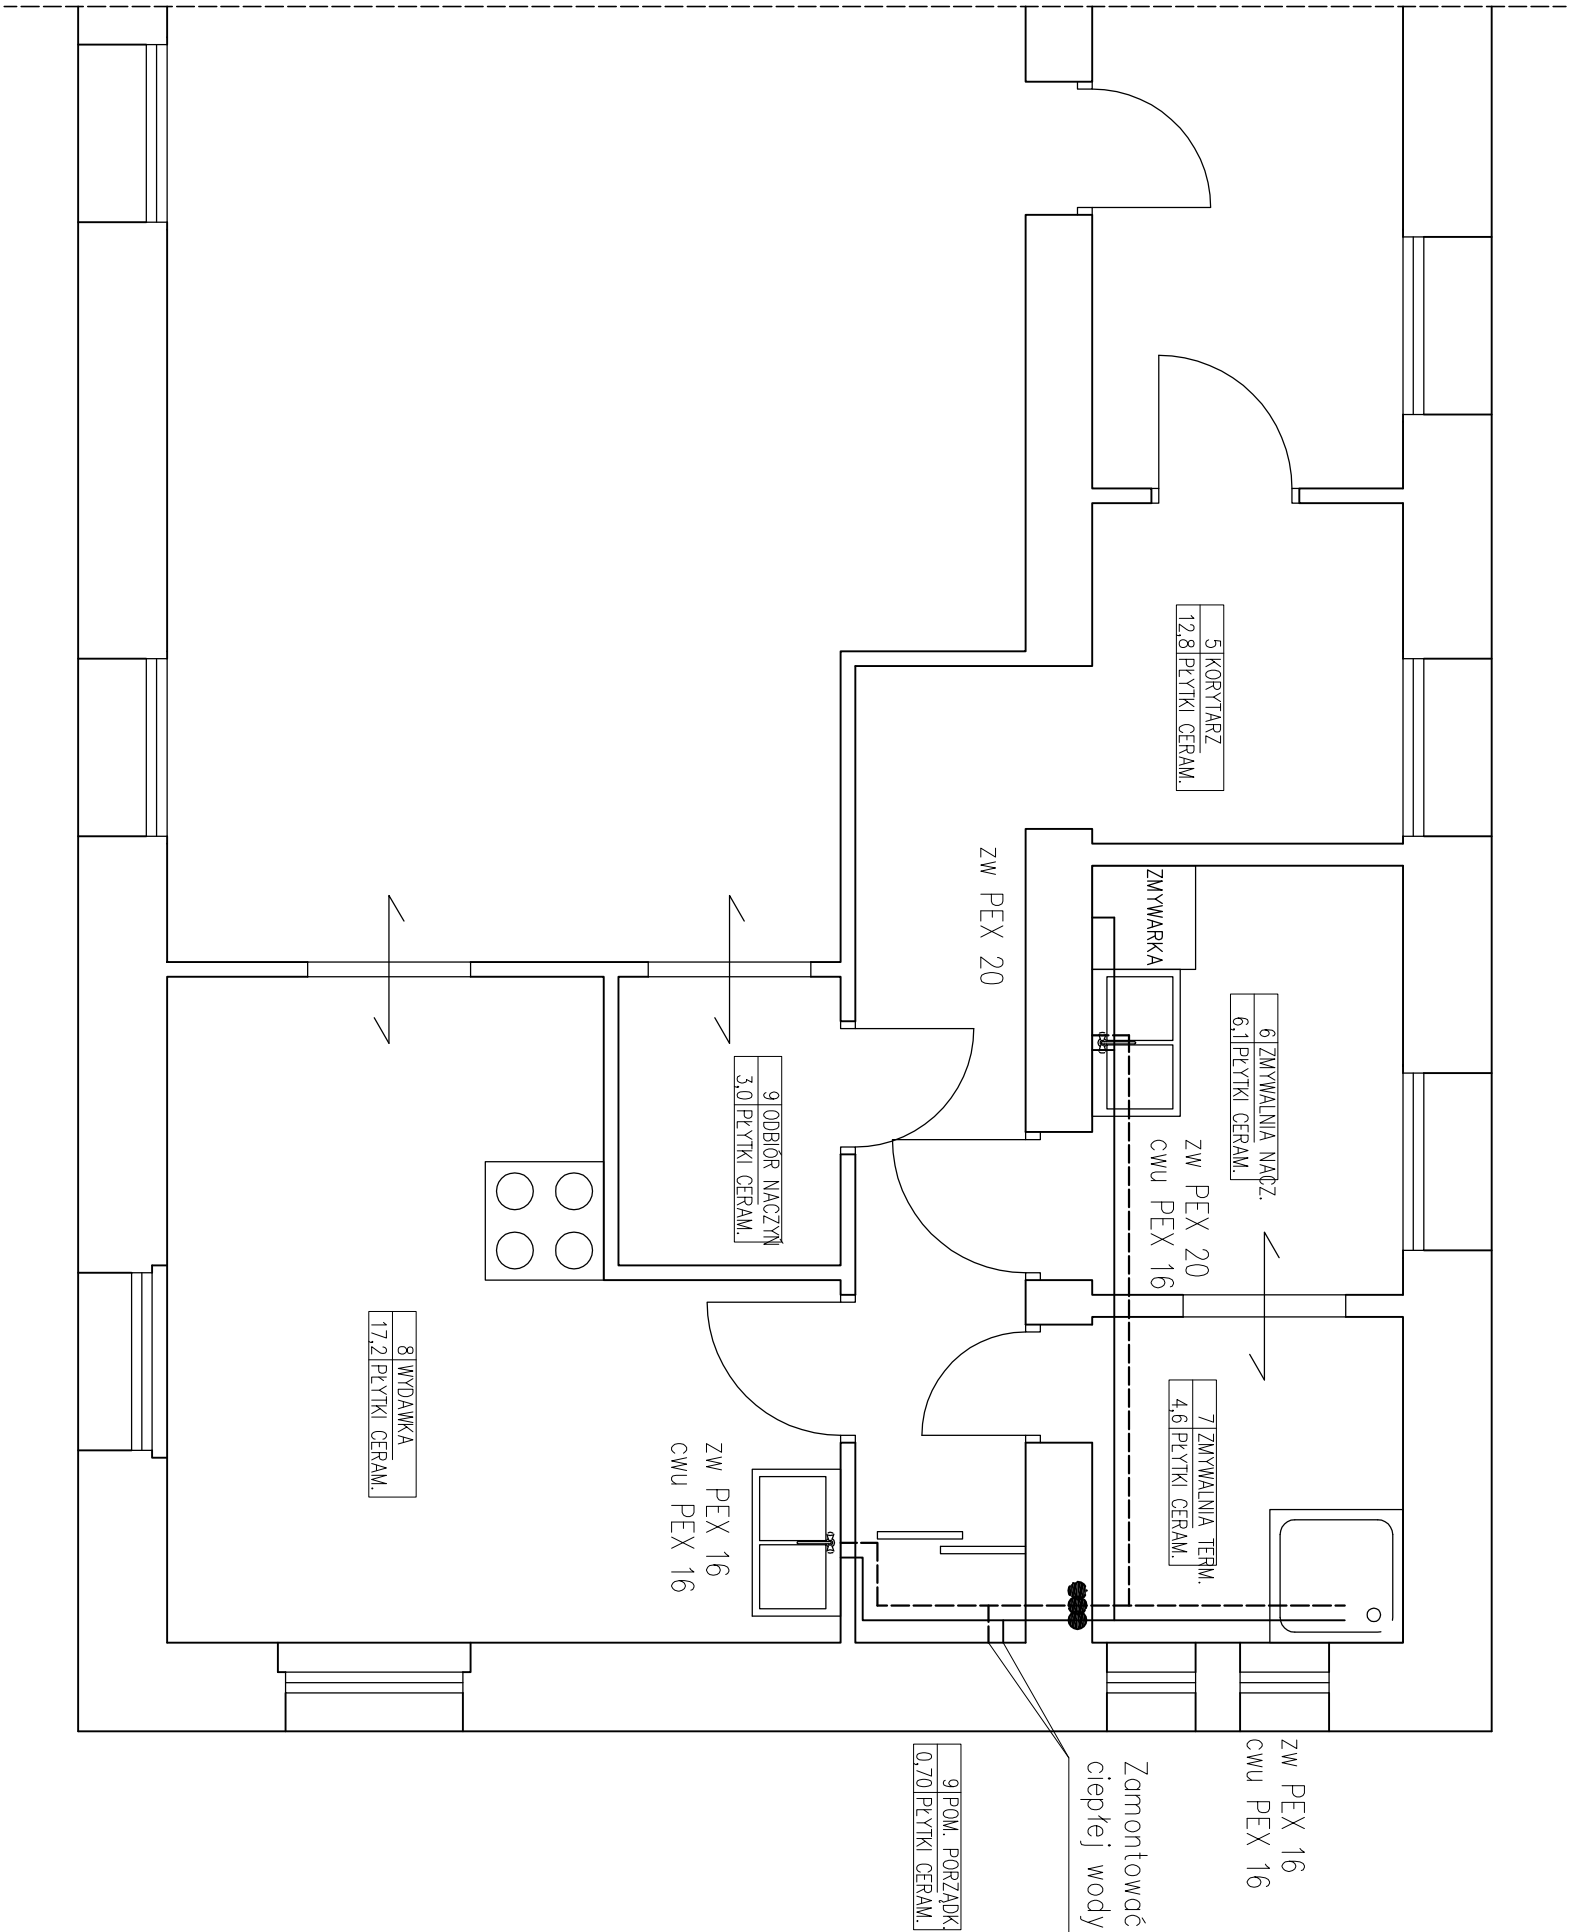 5 KORYTARZ
12,8 PŁYTKI CERAM.
zw PEX 20
ZMYWARKA
6 ZMYWALNIA NACZ.
6,1 PŁYTKI CERAM.
zw PEX 20
cwu PEX 16
9 ODBIÓR NACZYŃ
3,0 PŁYTKI CERAM.
7 ZMYWALNIA TERM.
4,6 PŁYTKI CERAM.
8 WYDAWKA
17,2 PŁYTKI CERAM.
zw PEX 16
cwu PEX 16
zw PEX 16
cwu PEX 16
Zamontować
ciepłej wody
9 POM. PORZĄDK.
0,70 PŁYTKI CERAM.